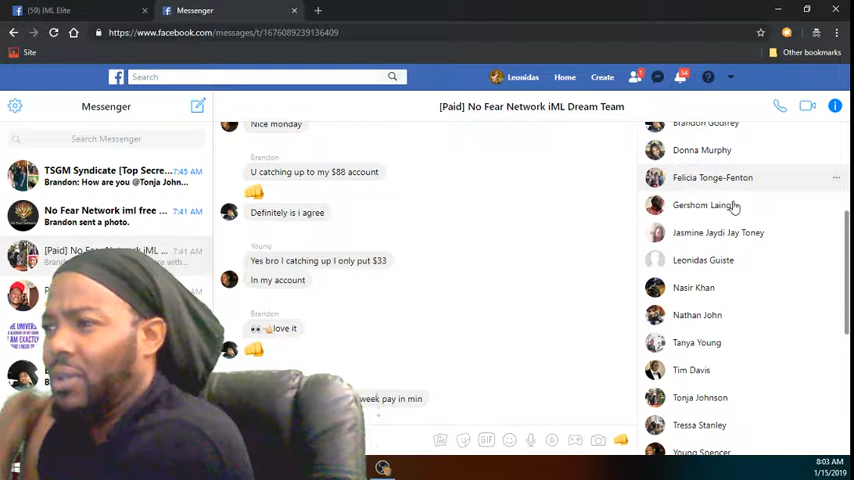 (59) IML Elite
Messenger
https://www.facebook.com/messages/t/1676089239136409
Site
Other bookmarks
Search
Leonidas
Home
Create
1
54
Messenger
[Paid] No Fear Network iML Dream Team
Search Messenger
TSGM Syndicate [Top Secre...
7:45 AM
Brandon: How are you @Tonja John...
No Fear Network iml free ...
7:41 AM
Brandon sent a photo.
[Paid] No Fear Network iML ...
7:41 AM
Nice monday
Brandon
U catching up to my $88 account
Definitely is i agree
Young
Yes bro I catching up I only put $33
In my account
Brandon
love it
week pay in min
GIF
Brandon Godfrey
Donna Murphy
Felicia Tonge-Fenton
Gershom Laing
Jasmine Jaydi Jay Toney
Leonidas Guiste
Nasir Khan
Nathan John
Tanya Young
Tim Davis
Tonja Johnson
Tressa Stanley
Young Spencer
8:03 AM
1/15/2019